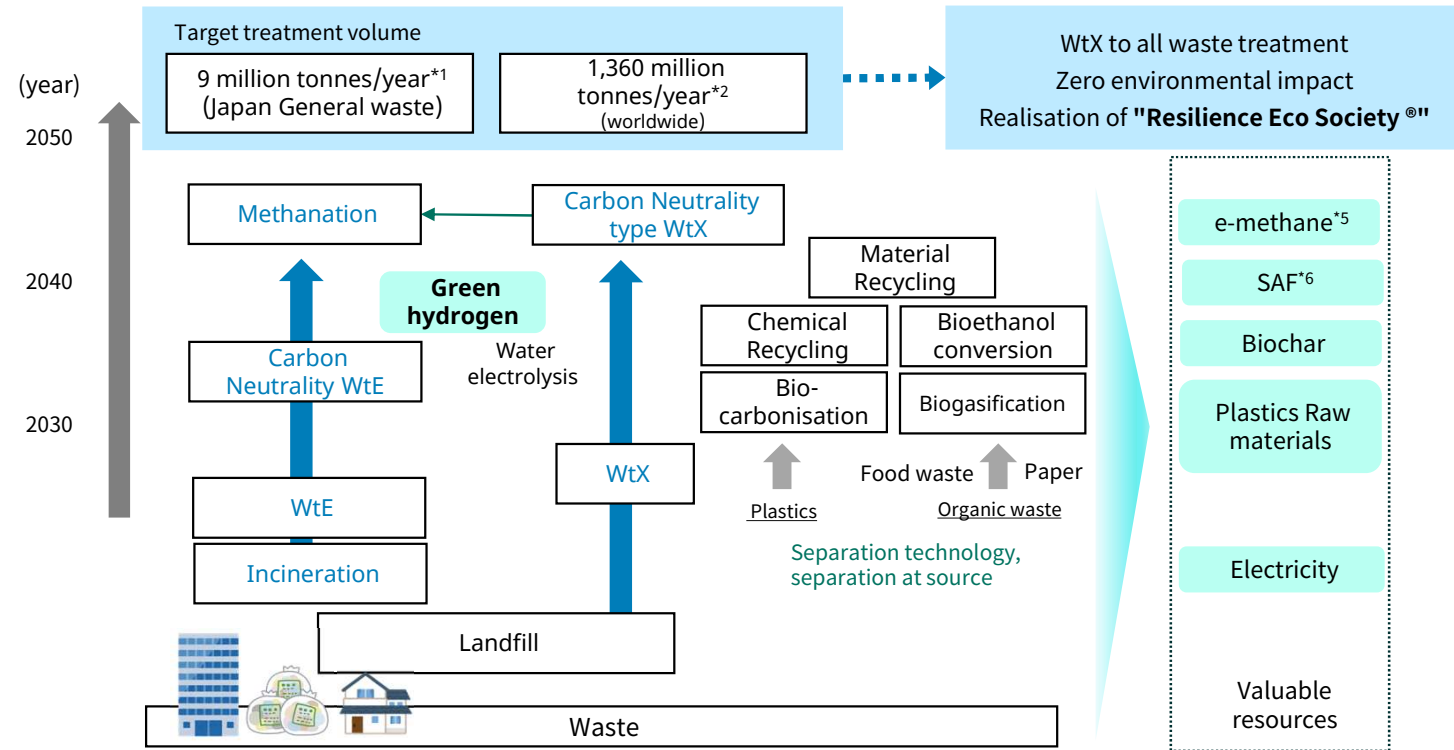 Target treatment volume
9 million tonnes/year*1
(Japan General waste)
1,360 million
tonnes/year*2
(worldwide)
WtX to all waste treatment
Zero environmental impact
Realisation of "Resilience Eco Society ®"
(year)
2050
2040
2030
Methanation
Carbon Neutrality
type WtX
Green
hydrogen
Water
electrolysis
Carbon
Neutrality WtE
WtE
Incineration
WtX
Landfill
Waste
Material
Recycling
Chemical
Recycling
Bioethanol
conversion
Bio-
carbonisation
Biogasification
Food waste
Paper
Plastics
Organic waste
Separation technology,
separation at source
e-methane*5
SAF*6
Biochar
Plastics Raw
materials
Electricity
Valuable
resources